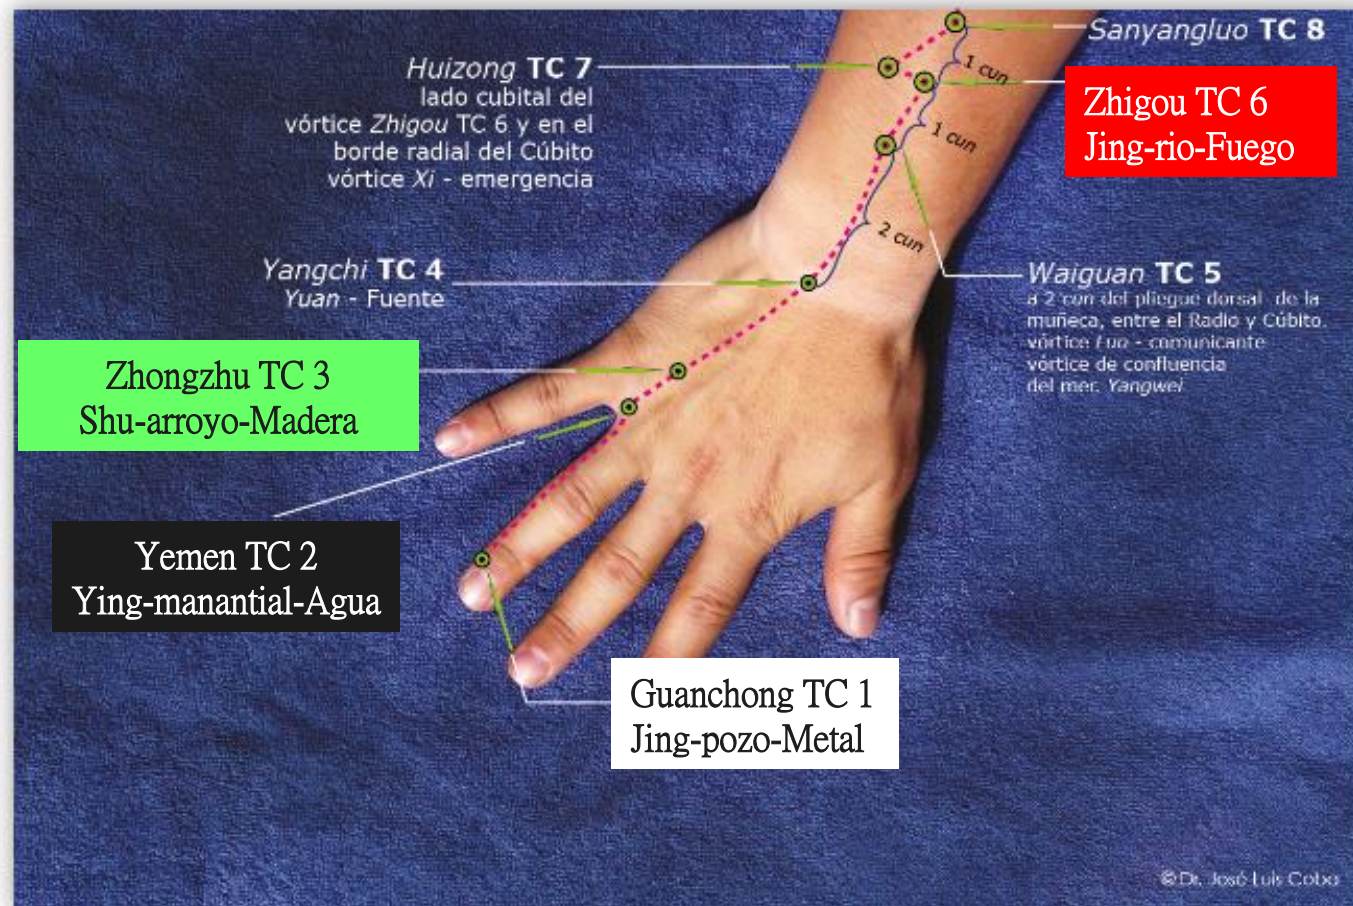 Sanyangluo TC 8
Huizong TC 7
lado cubital del
vórtice Zhigou TC 6 y en el
borde radial del Cúbito
vórtice Xi - emergencia
1 cun
Zhigou TC 6
Jing-rio-Fuego
1 cun
2 cun
Yangchi TC 4
Yuan - Fuente
Waiguan TC 5
a 2 cun del pliegue dorsal de la
muñeca, entre el Radio y Cúbito.
vórtice Luo - comunicante
vórtice de confluencia
del mer. Yangwei
Zhongzhu TC 3
Shu-arroyo-Madera
Yemen TC 2
Ying-manantial-Agua
Guanchong TC 1
Jing-pozo-Metal
©Dr. José Luis Cobo